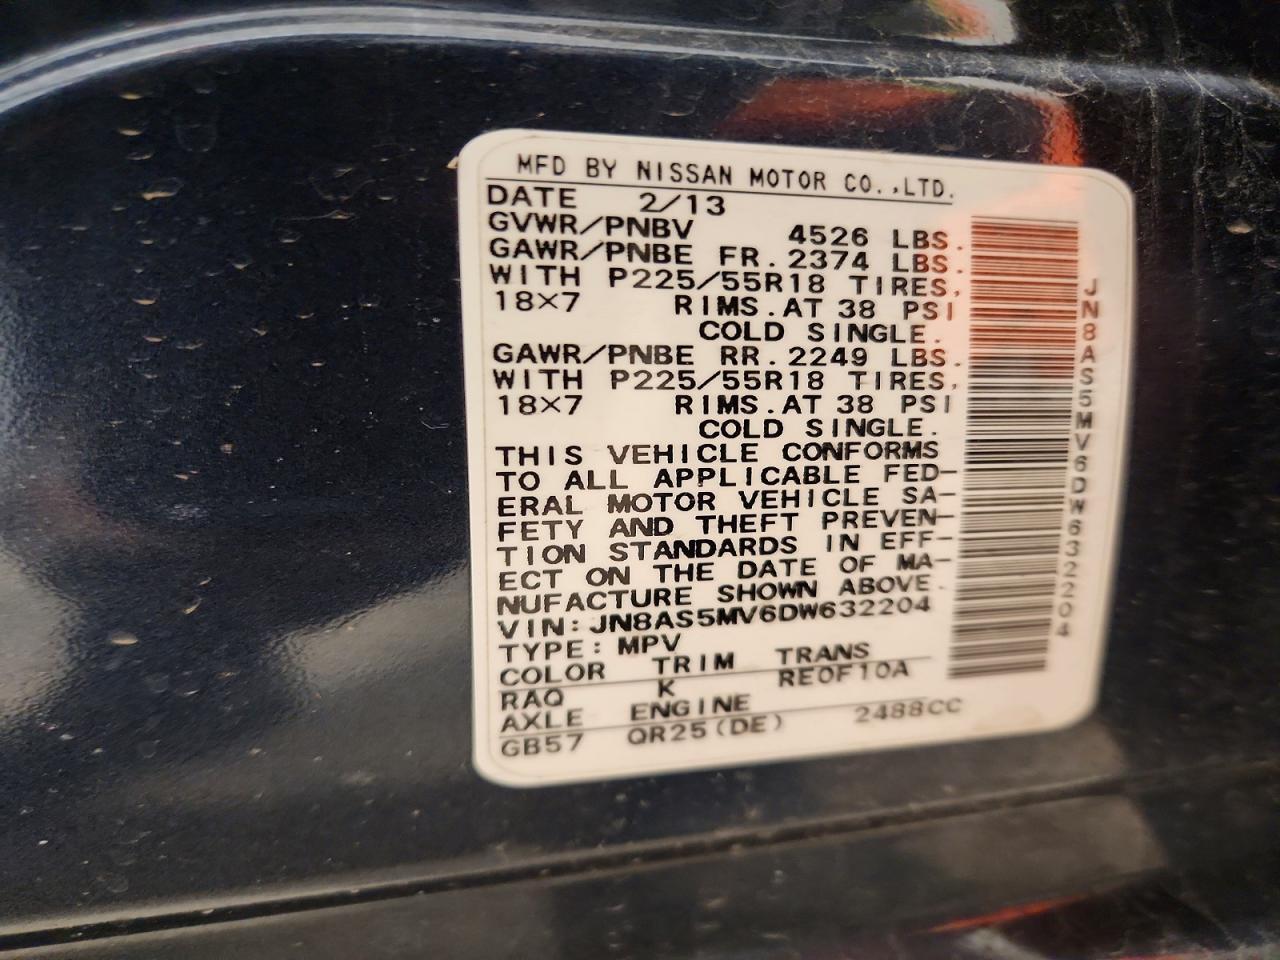 MFD BY NISSAN MOTOR CO.,LTD.
DATE 2/13
GVWR/PNBV 4526 LBS.
GAWR/PNBE FR. 2374 LBS.
WITH P225/55R18 TIRES,
18×7 RIMS. AT 38 PSI
COLD SINGLE.
GAWR/PNBE RR. 2249 LBS.
WITH P225/55R18 TIRES,
18×7 RIMS. AT 38 PSI
COLD SINGLE.
THIS VEHICLE CONFORMS
TO ALL APPLICABLE FED-
ERAL MOTOR VEHICLE SA-
FETY AND THEFT PREVEN-
TION STANDARDS IN EFF-
ECT ON THE DATE OF MA-
NUFACTURE SHOWN ABOVE.
VIN: JN8AS5MV6DW632204
TYPE: MPV
COLOR TRIM TRANS
RAQ K RE0F10A
AXLE ENGINE
GB57 QR25(DE) 2488CC
JN8AS5MV6DW632204